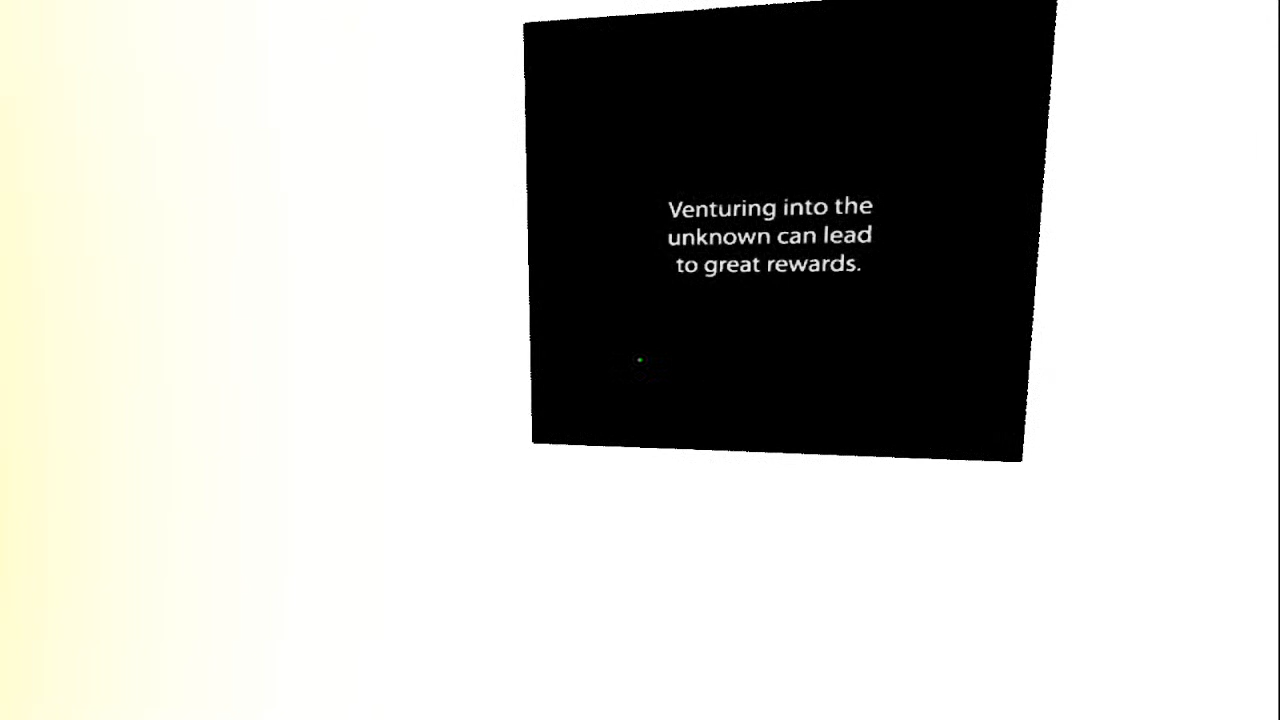 Venturing into the
unknown can lead
to great rewards.